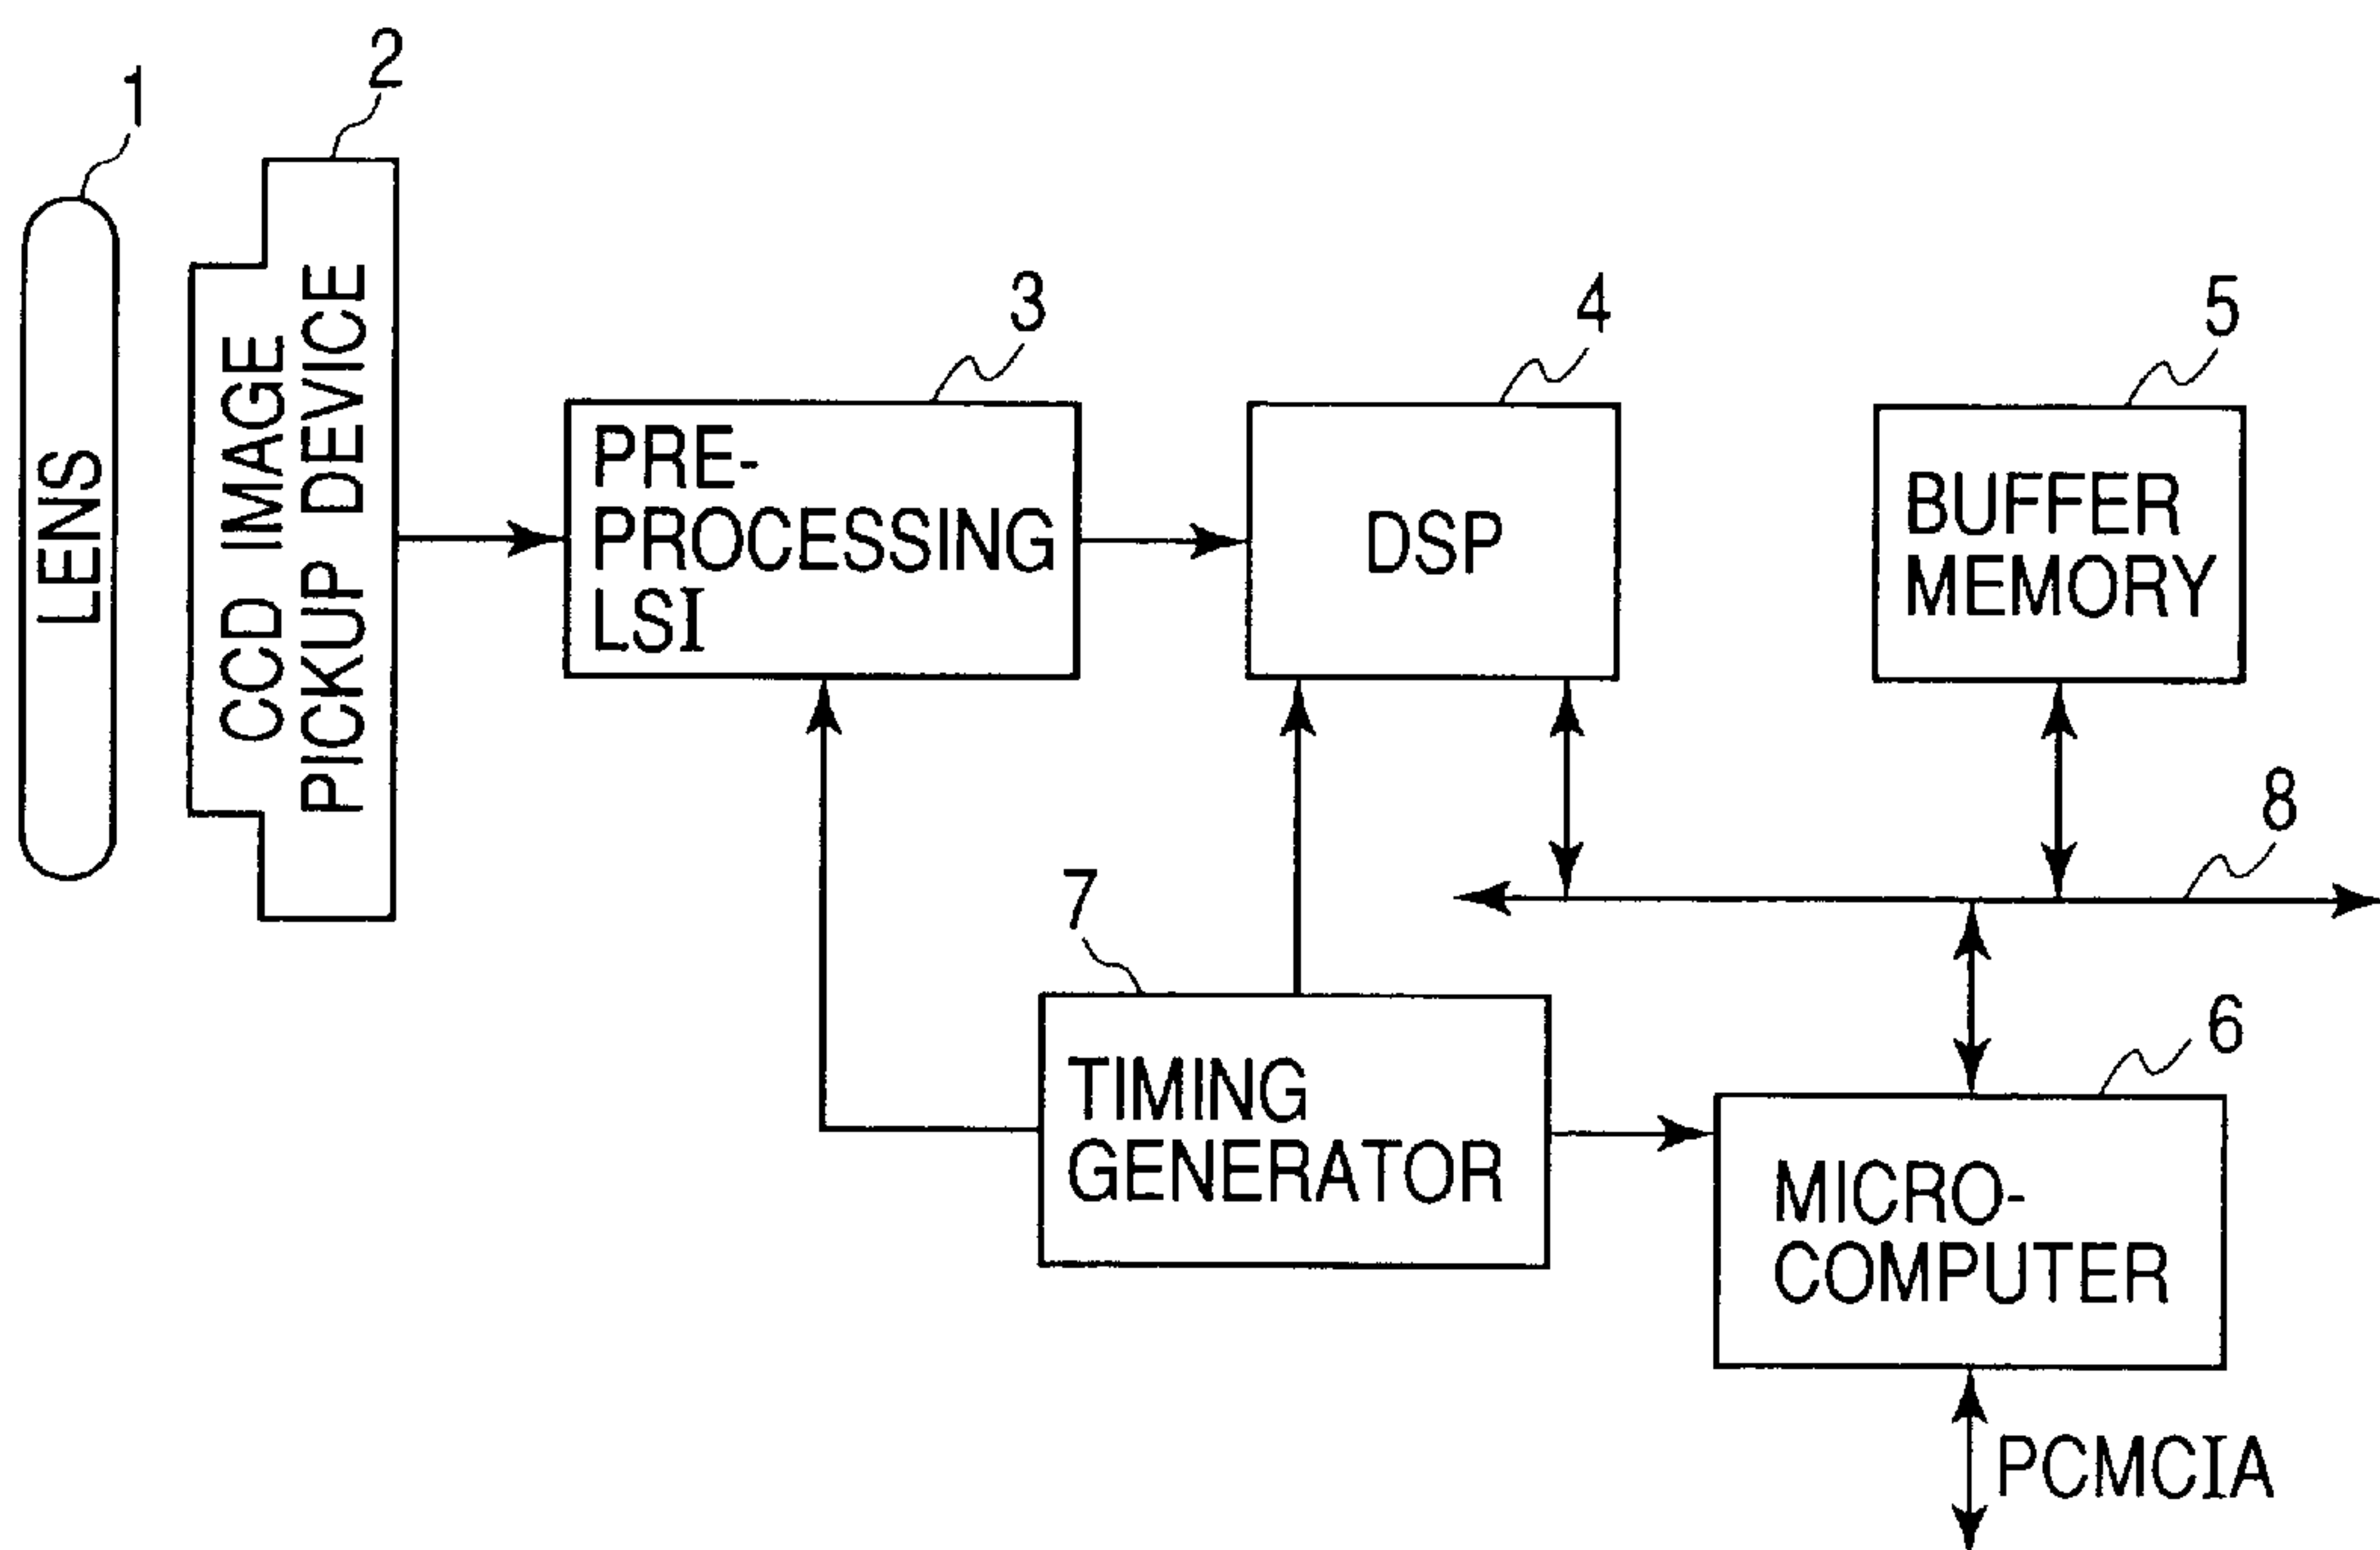 1
2
LENS
CCD IMAGE
PICKUP DEVICE
3
PRE-
PROCESSING
LSI
4
DSP
5
BUFFER
MEMORY
8
7
TIMING
GENERATOR
6
MICRO-
COMPUTER
PCMCIA